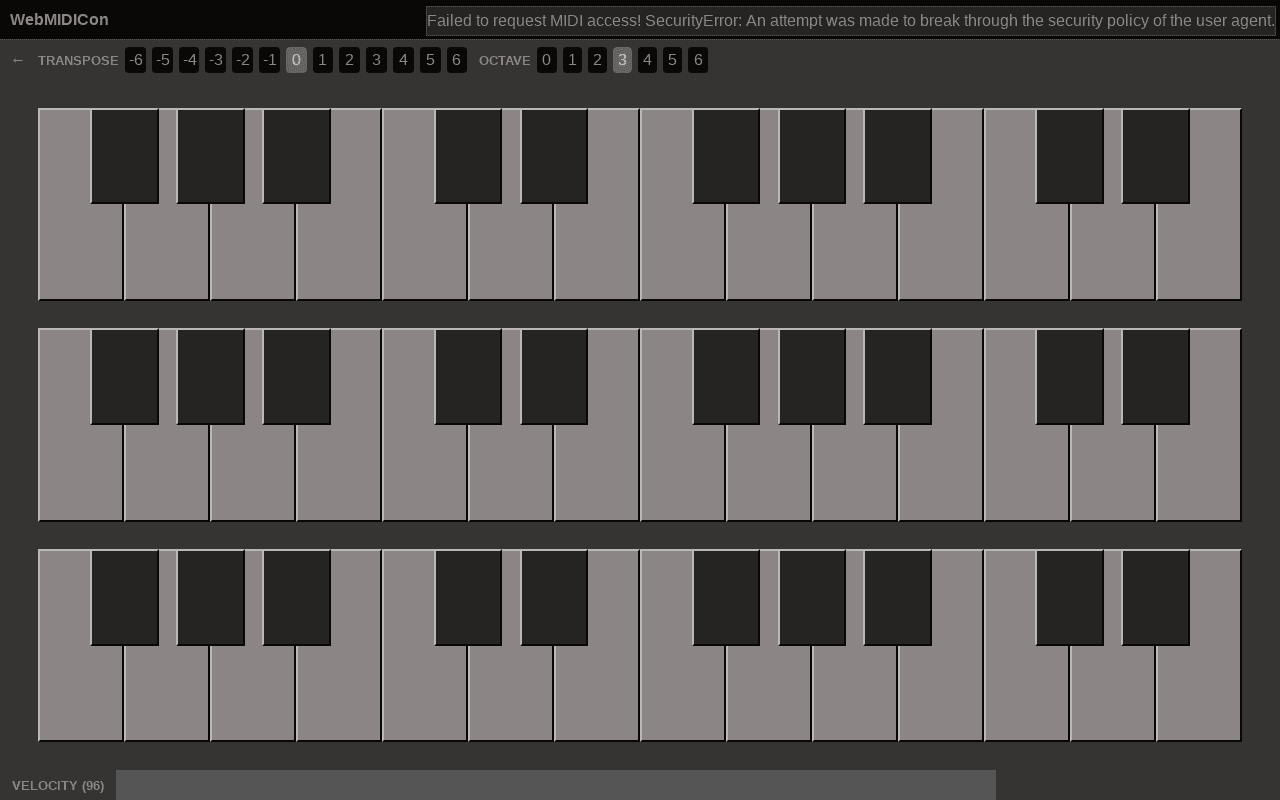 WebMIDICon
Failed to request MIDI access! SecurityError: An attempt was made to break through the security policy of the user agent.
← TRANSPOSE -6 -5 -4 -3 -2 -1 0 1 2 3 4 5 6 OCTAVE 0 1 2 3 4 5 6
VELOCITY (96)